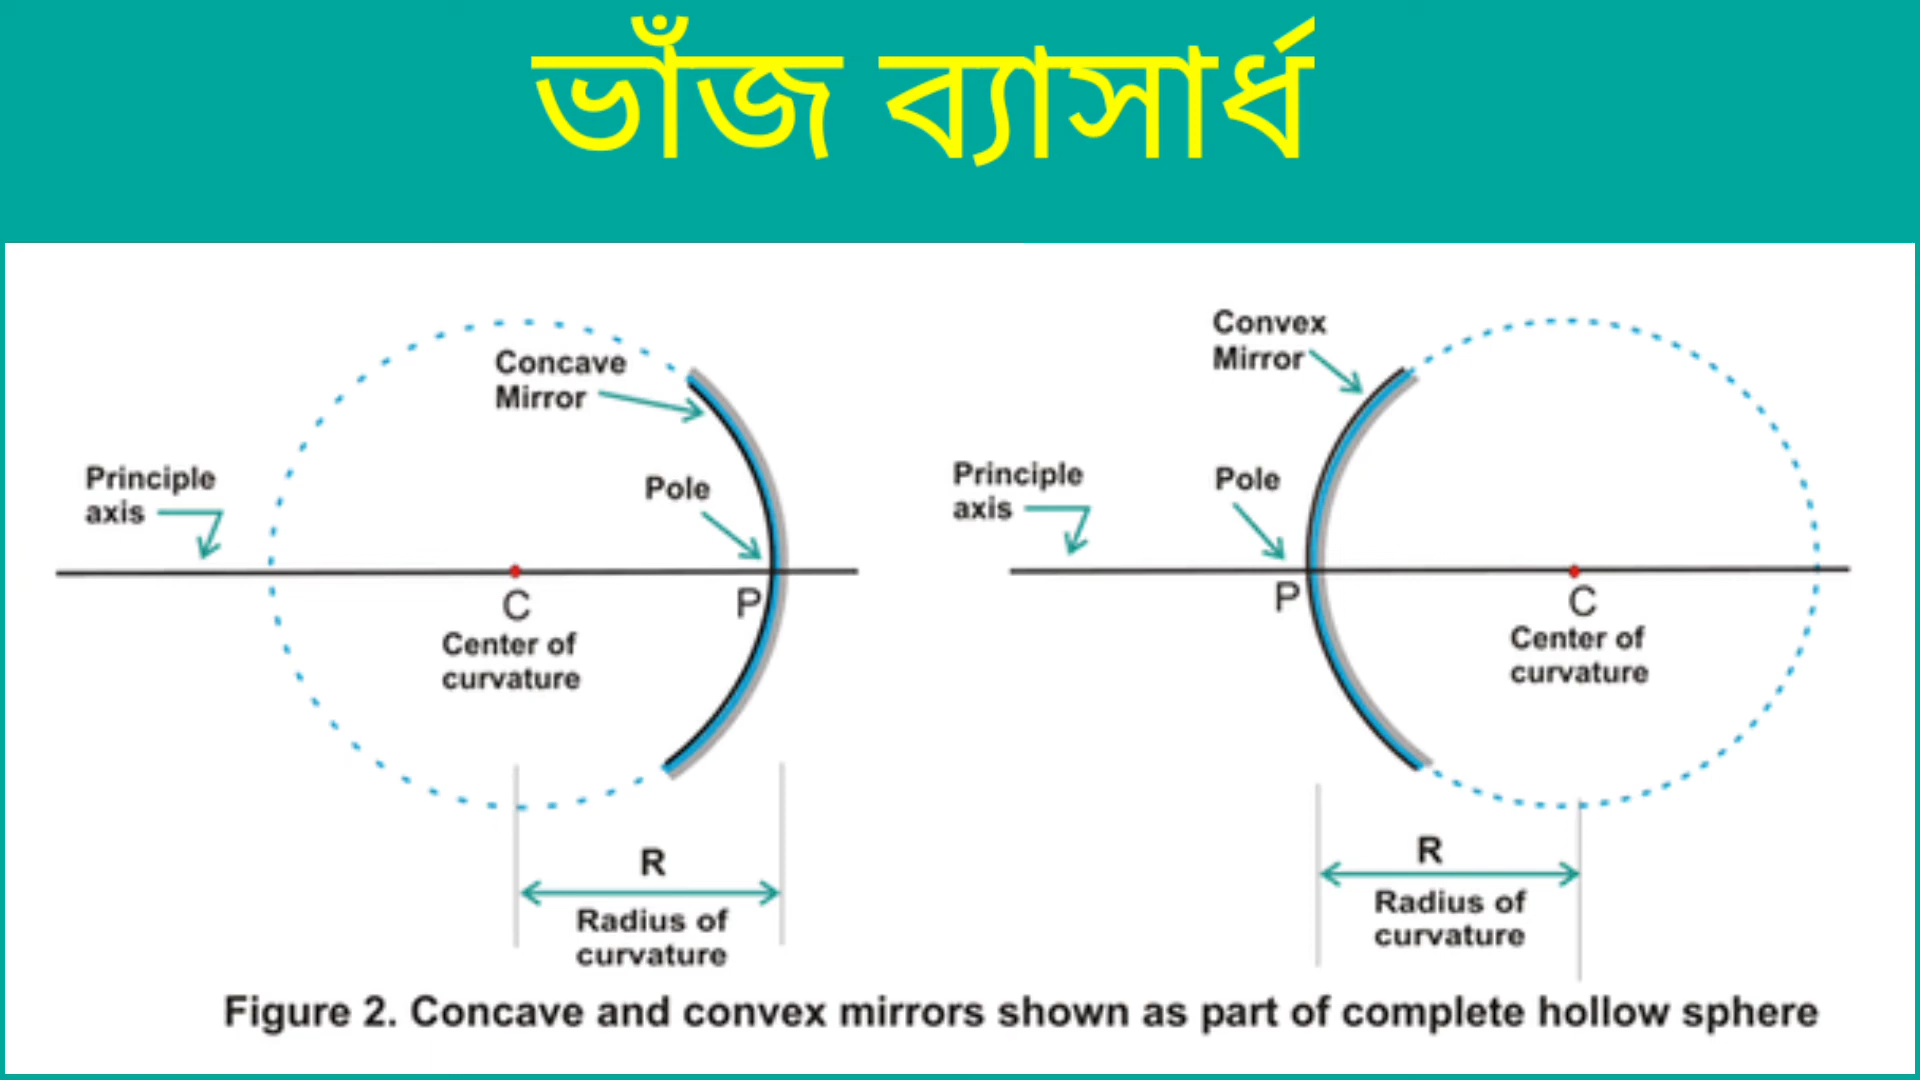 ভাঁজ ব্যাসার্ধ
Concave
Mirror
Principle
axis
Pole
C
P
Center of
curvature
R
Radius of
curvature
Convex
Mirror
Principle
axis
Pole
P
C
Center of
curvature
R
Radius of
curvature
Figure 2. Concave and convex mirrors shown as part of complete hollow sphere